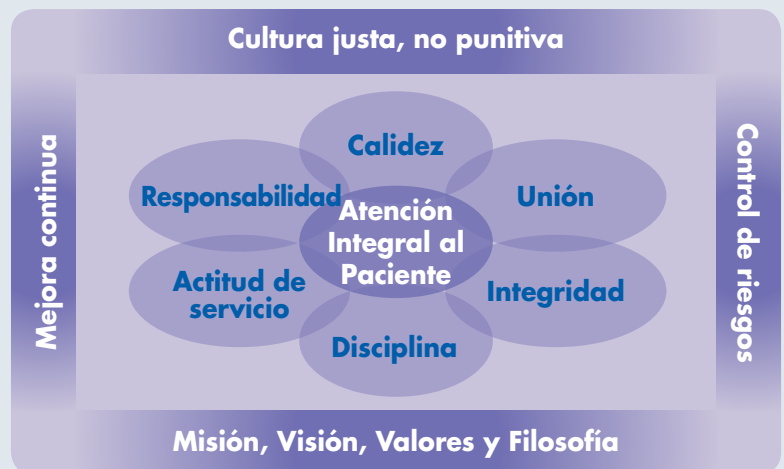 Cultura justa, no punitiva
Mejora continua
Calidez
Responsabilidad
Unión
Atención
Integral al
Paciente
Actitud de
servicio
Integridad
Disciplina
Control de riesgos
Misión, Visión, Valores y Filosofía